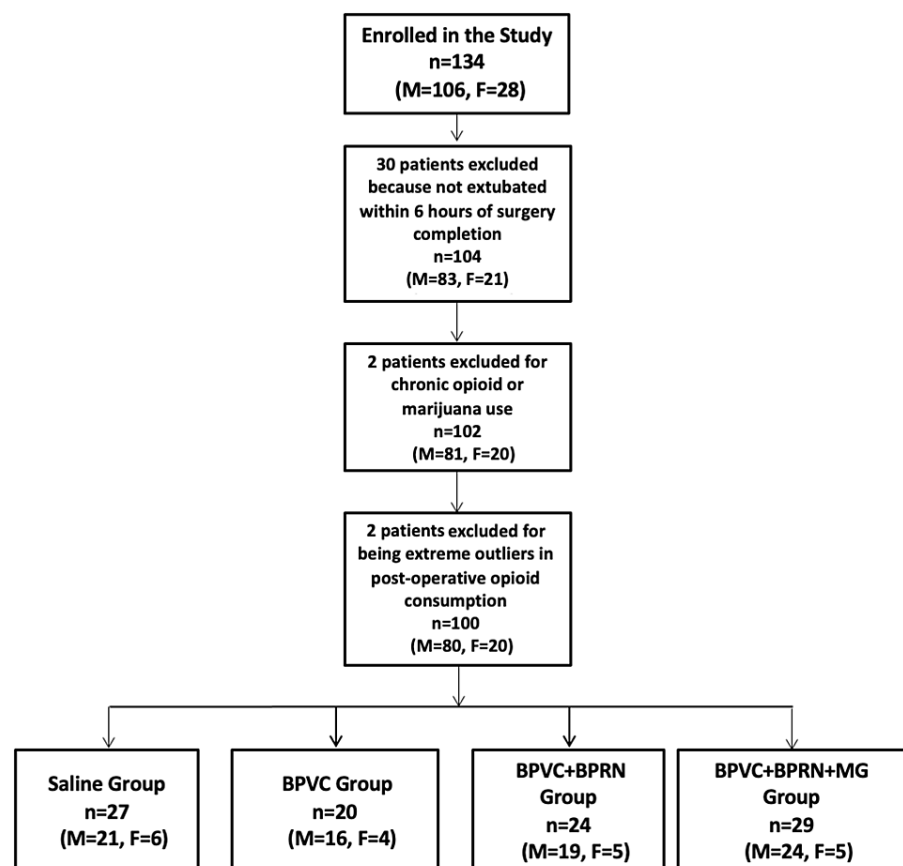 Enrolled in the Study
n=134
(M=106, F=28)
30 patients excluded
because not extubated
within 6 hours of surgery
completion
n=104
(M=83, F=21)
2 patients excluded for
chronic opioid or
marijuana use
n=102
(M=81, F=20)
2 patients excluded for
being extreme outliers in
post-operative opioid
consumption
n=100
(M=80, F=20)
Saline Group
n=27
(M=21, F=6)
BPVC Group
n=20
(M=16, F=4)
BPVC+BPRN
Group
n=24
(M=19, F=5)
BPVC+BPRN+MG
Group
n=29
(M=24, F=5)